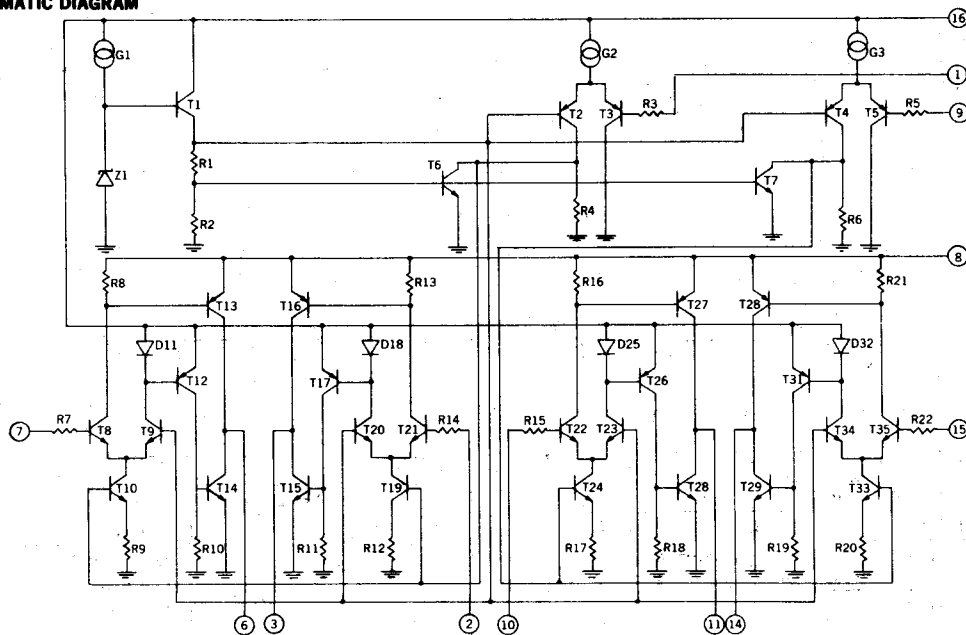 MATIC DIAGRAM
16
G1 G2 G3
1
T1 T2 T3 R3 T4 T5 R5 9
R1 T6 T7
Z1 R2 R4 R6
8
R8 R13 R16 R21
T13 T16 T27 T28
D11 D18 D25 D32
T12 T17 T26 T31
7 R7 T8 T9 T20 T21 R14 R15 T22 T23 T34 T35 R22 15
T10 T14 T15 T19 T24 T28 T29 T33
R9 R10 R11 R12 R17 R18 R19 R20
6 3 2 10 11 14